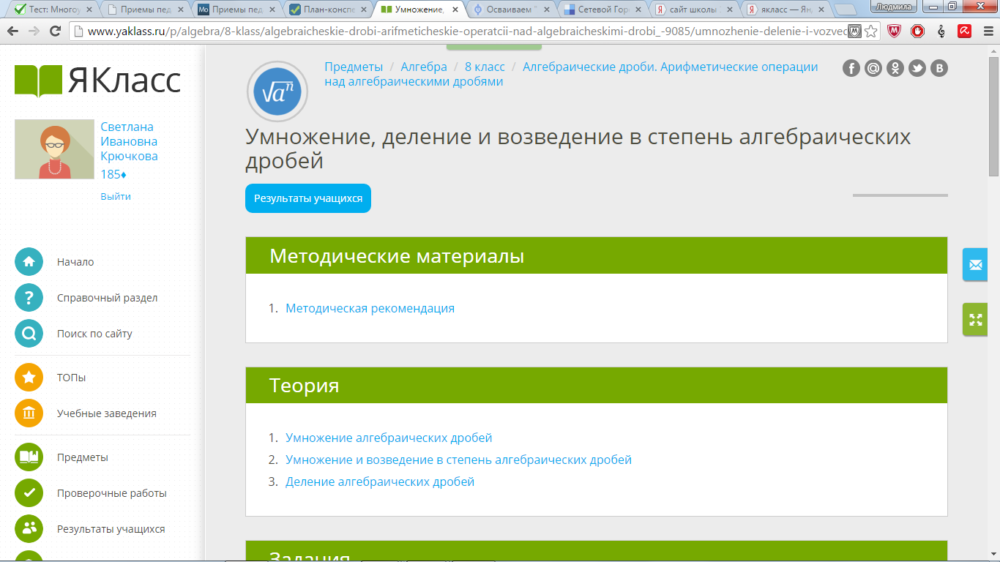 Тест: Многоу
Приемы пед
Приемы пед
План-конспе
Умножение,
Осваиваем
Сетевой Горо
сайт школы
якласс — Ян
Людмила
www.yaklass.ru/p/algebra/8-klass/algebraicheskie-drobi-arifmeticheskie-operatcii-nad-algebraicheskimi-drobi_-9085/umnozhenie-delenie-i-vozvec
ЯКласс
Светлана
Ивановна
Крючкова
185♦
Выйти
Начало
Справочный раздел
Поиск по сайту
ТОПы
Учебные заведения
Предметы
Проверочные работы
Результаты учащихся
√aⁿ
Предметы / Алгебра / 8 класс / Алгебраические дроби. Арифметические операции
над алгебраическими дробями
Умножение, деление и возведение в степень алгебраических
дробей
Результаты учащихся
Методические материалы
1. Методическая рекомендация
Теория
1. Умножение алгебраических дробей
2. Умножение и возведение в степень алгебраических дробей
3. Деление алгебраических дробей
Задания